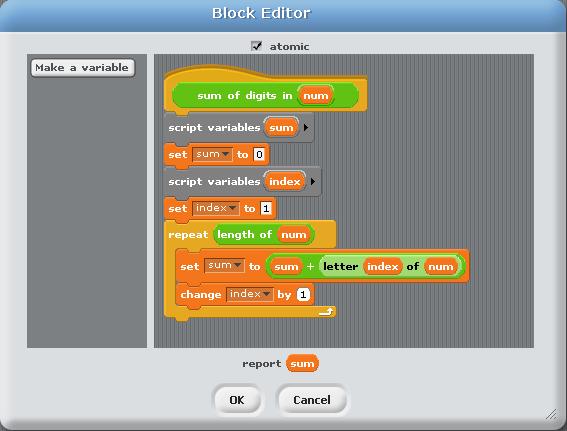 Block Editor
atomic
Make a variable
sum of digits in num
script variables sum
set sum to 0
script variables index
set index to 1
repeat length of num
set sum to sum + letter index of num
change index by 1
report sum
OK Cancel